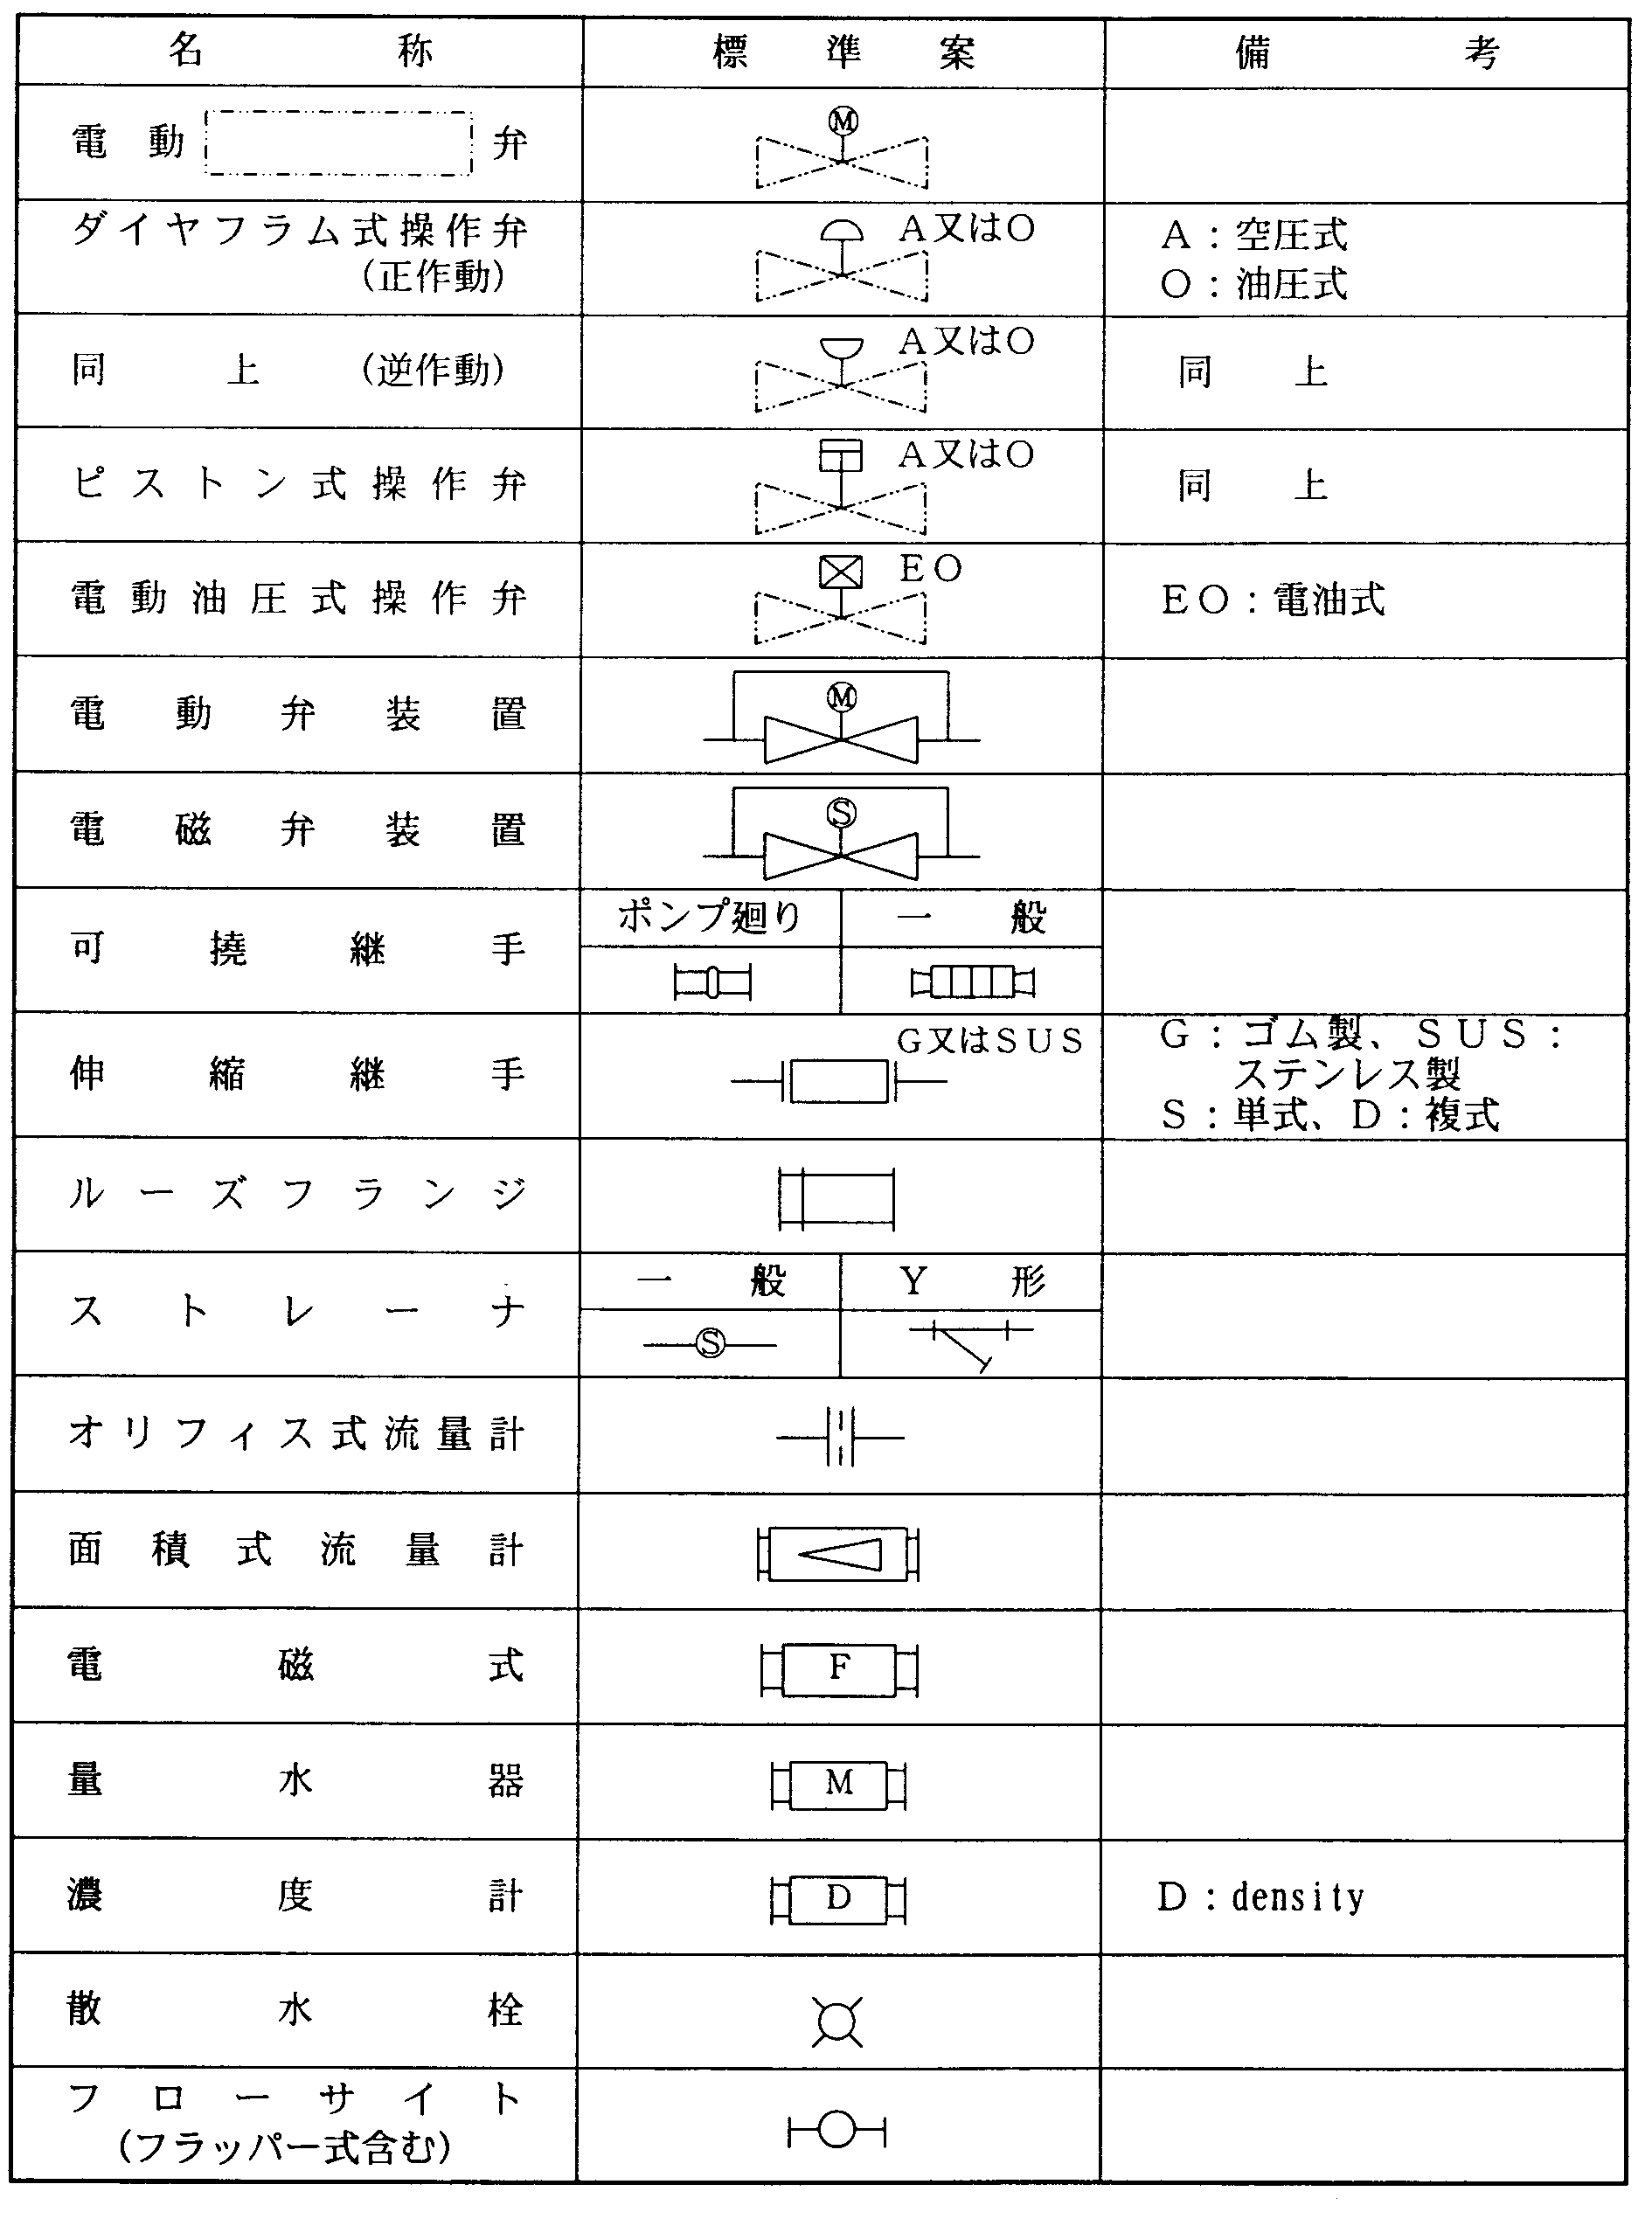 名称 標準案 備考
電動 弁 M
ダイヤフラム式操作弁 A又はO A：空圧式
(正作動) O：油圧式
同上 (逆作動) A又はO 同上
ピストン式操作弁 A又はO 同上
電動油圧式操作弁 EO EO：電油式
電動弁装置 M
電磁弁装置 S
可撓継手 ポンプ廻り 一般
伸縮継手 G又はSUS G：ゴム製、SUS：
ステンレス製
S：単式、D：複式
ルーズフランジ
ストレーナ 一般 Y形
S
オリフィス式流量計
面積式流量計
電磁式 F
量水器 M
濃度計 D D：density
散水栓
フローサイト
(フラッパー式含む)